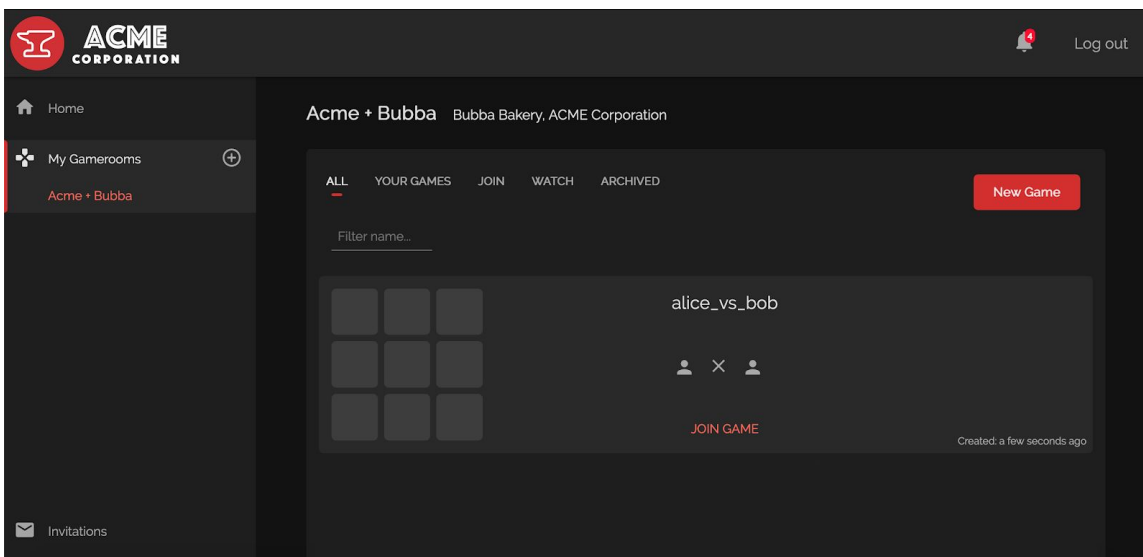 ACME
CORPORATION
4
Log out
Home
My Gamerooms
Acme + Bubba
Invitations
Acme + Bubba Bubba Bakery, ACME Corporation
ALL YOUR GAMES JOIN WATCH ARCHIVED
New Game
Filter name...
alice_vs_bob
JOIN GAME
Created: a few seconds ago